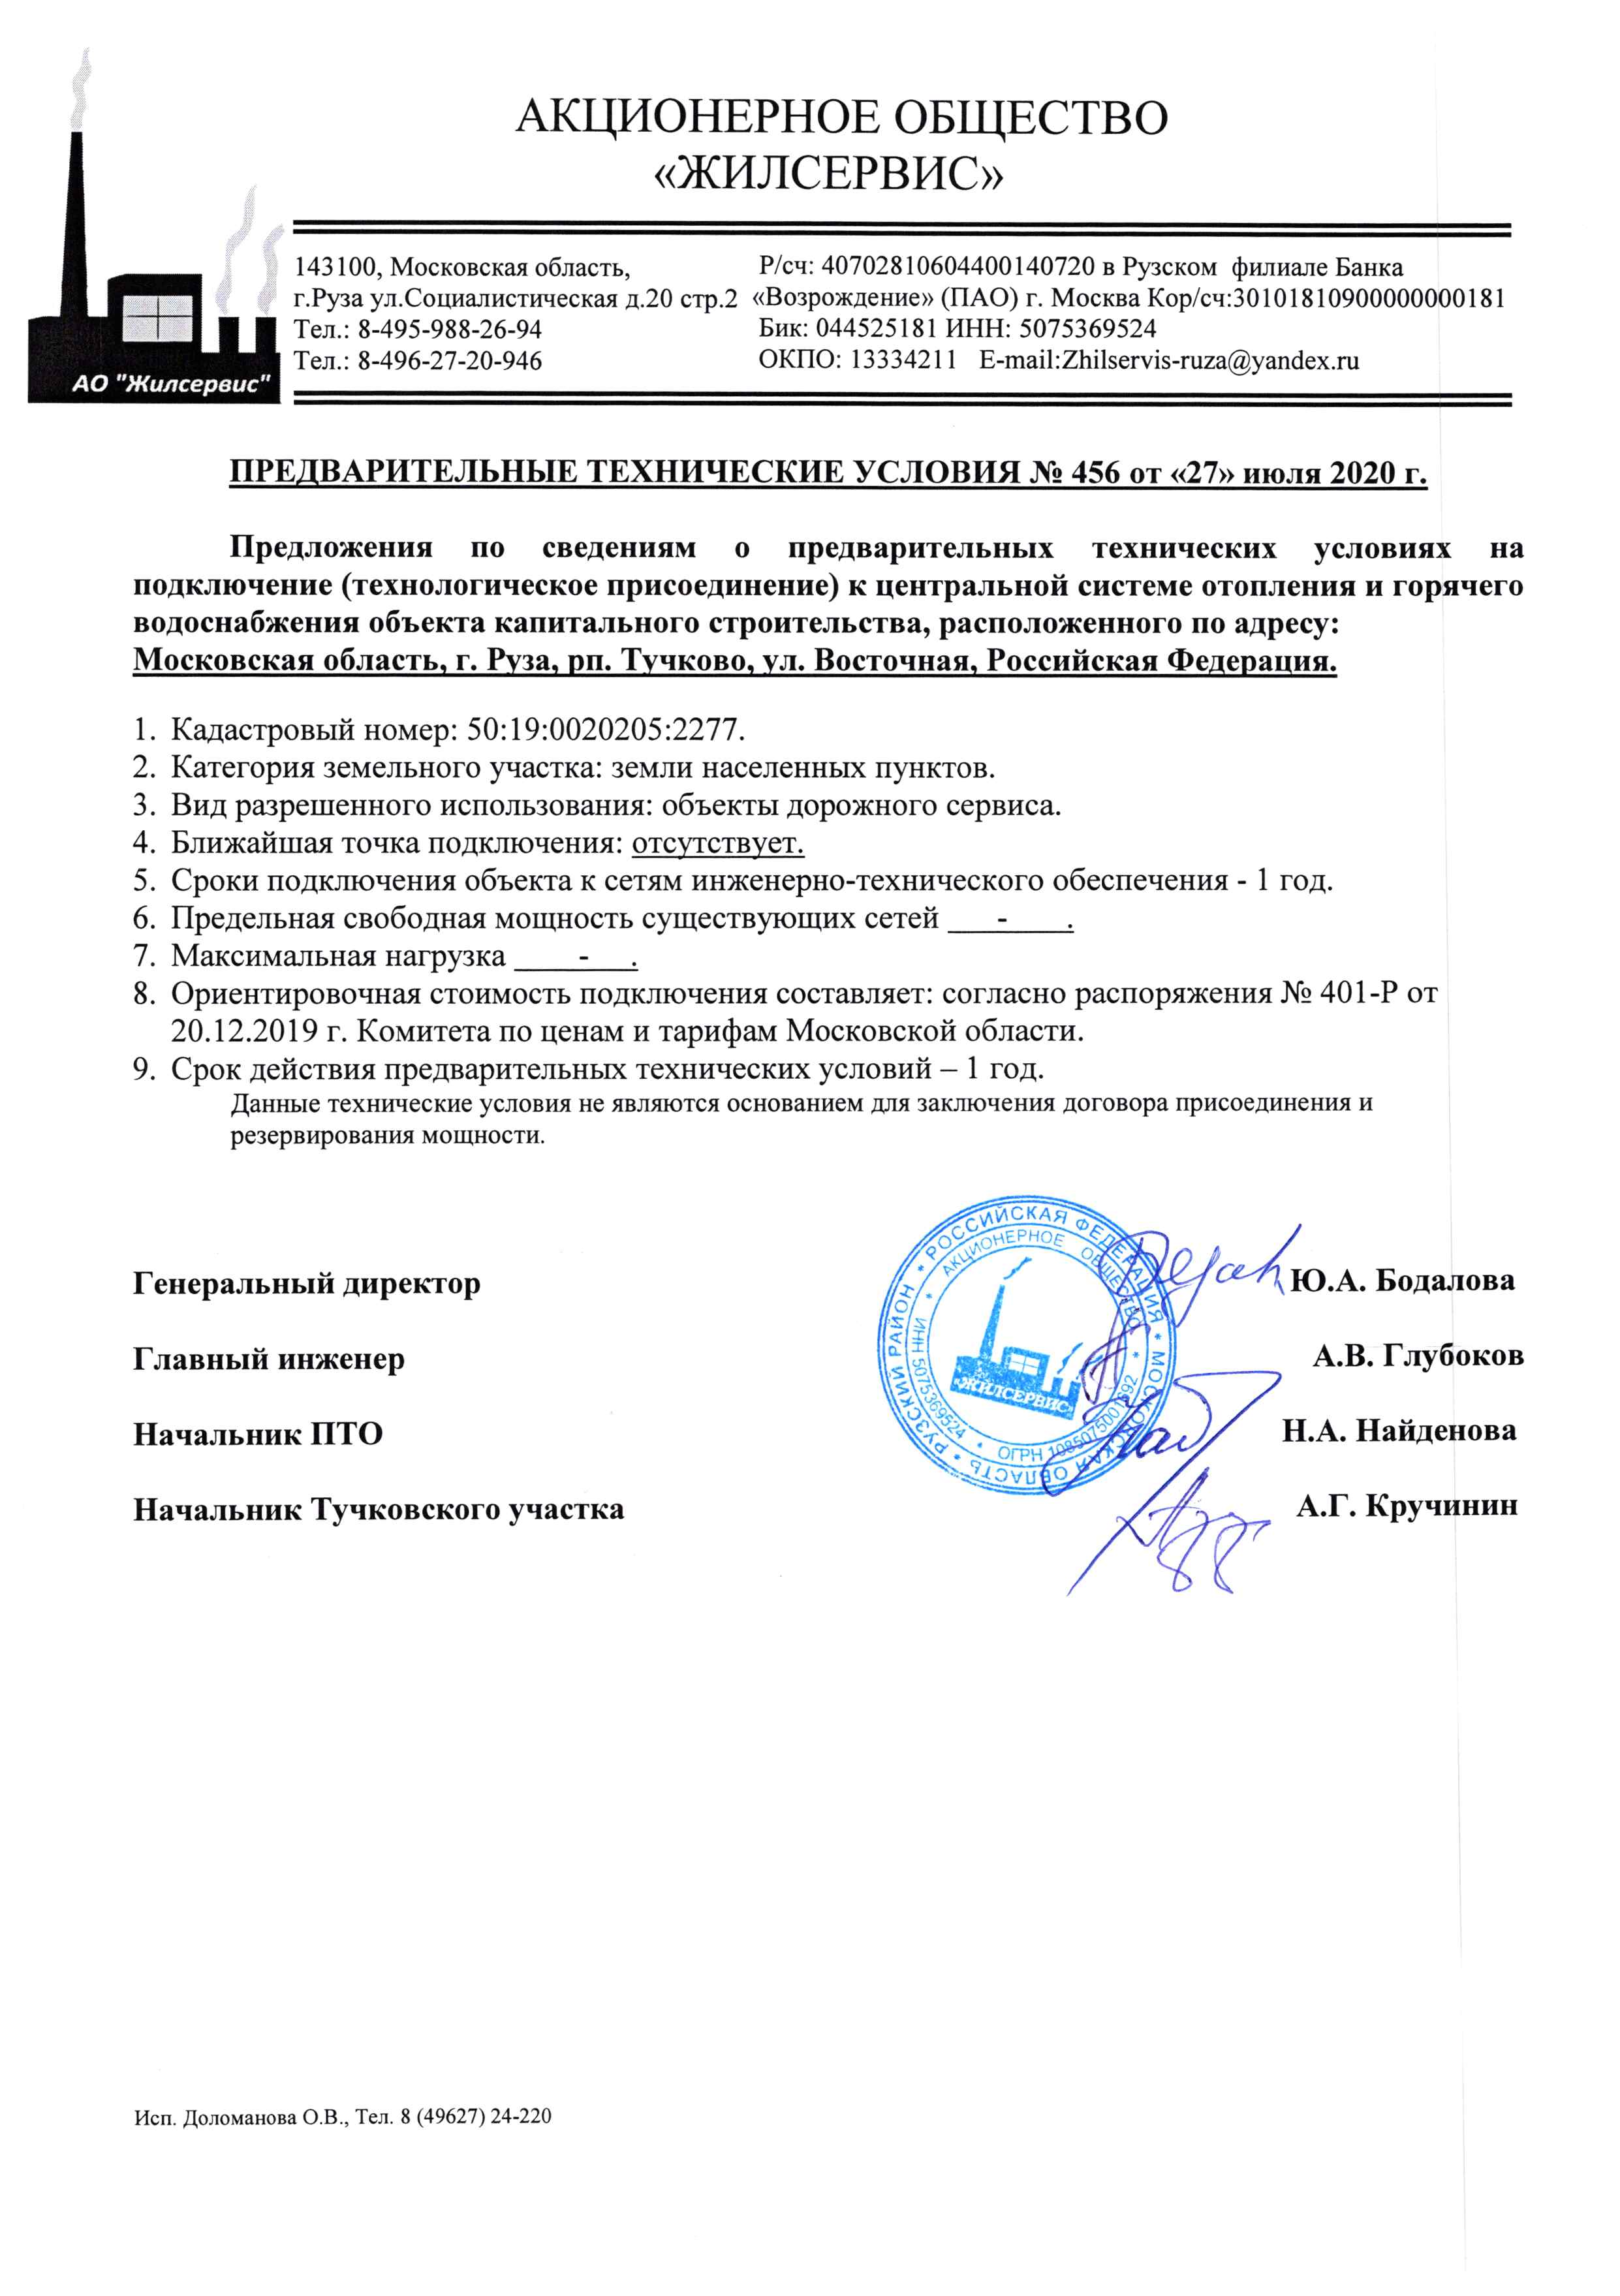 АКЦИОНЕРНОЕ ОБЩЕСТВО
«ЖИЛСЕРВИС»
АО "Жилсервис"
143100, Московская область,
г.Руза ул.Социалистическая д.20 стр.2
Тел.: 8-495-988-26-94
Тел.: 8-496-27-20-946
Р/сч: 40702810604400140720 в Рузском филиале Банка
«Возрождение» (ПАО) г. Москва Кор/сч:30101810900000000181
Бик: 044525181 ИНН: 5075369524
ОКПО: 13334211 E-mail:Zhilservis-ruza@yandex.ru
ПРЕДВАРИТЕЛЬНЫЕ ТЕХНИЧЕСКИЕ УСЛОВИЯ № 456 от «27» июля 2020 г.
Предложения по сведениям о предварительных технических условиях на
подключение (технологическое присоединение) к центральной системе отопления и горячего
водоснабжения объекта капитального строительства, расположенного по адресу:
Московская область, г. Руза, рп. Тучково, ул. Восточная, Российская Федерация.
1. Кадастровый номер: 50:19:0020205:2277.
2. Категория земельного участка: земли населенных пунктов.
3. Вид разрешенного использования: объекты дорожного сервиса.
4. Ближайшая точка подключения: отсутствует.
5. Сроки подключения объекта к сетям инженерно-технического обеспечения - 1 год.
6. Предельная свободная мощность существующих сетей ___-____.
7. Максимальная нагрузка ____-___.
8. Ориентировочная стоимость подключения составляет: согласно распоряжения № 401-Р от
20.12.2019 г. Комитета по ценам и тарифам Московской области.
9. Срок действия предварительных технических условий – 1 год.
Данные технические условия не являются основанием для заключения договора присоединения и
резервирования мощности.
Генеральный директор Ю.А. Бодалова
Главный инженер А.В. Глубоков
Начальник ПТО Н.А. Найденова
Начальник Тучковского участка А.Г. Кручинин
* РОССИЙСКАЯ ФЕДЕРАЦИЯ * МОСКОВСКАЯ ОБЛАСТЬ * РУЗСКИЙ РАЙОН
* АКЦИОНЕРНОЕ ОБЩЕСТВО *
ОГРН 1085075001692 * ИНН 5075369524
«ЖИЛСЕРВИС»
Исп. Доломанова О.В., Тел. 8 (49627) 24-220